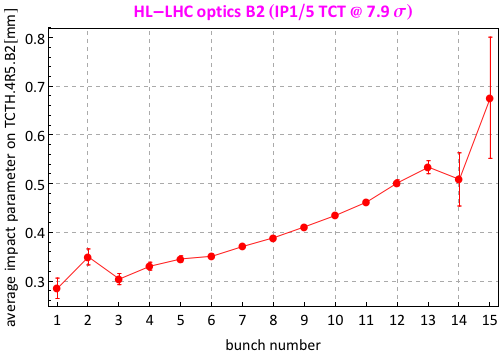 HL−LHC optics B2 (IP1/5 TCT @ 7.9 σ)
average impact parameter on TCTH.4R5.B2[mm]
0.8
0.7
0.6
0.5
0.4
0.3
1 2 3 4 5 6 7 8 9 10 11 12 13 14 15
bunch number